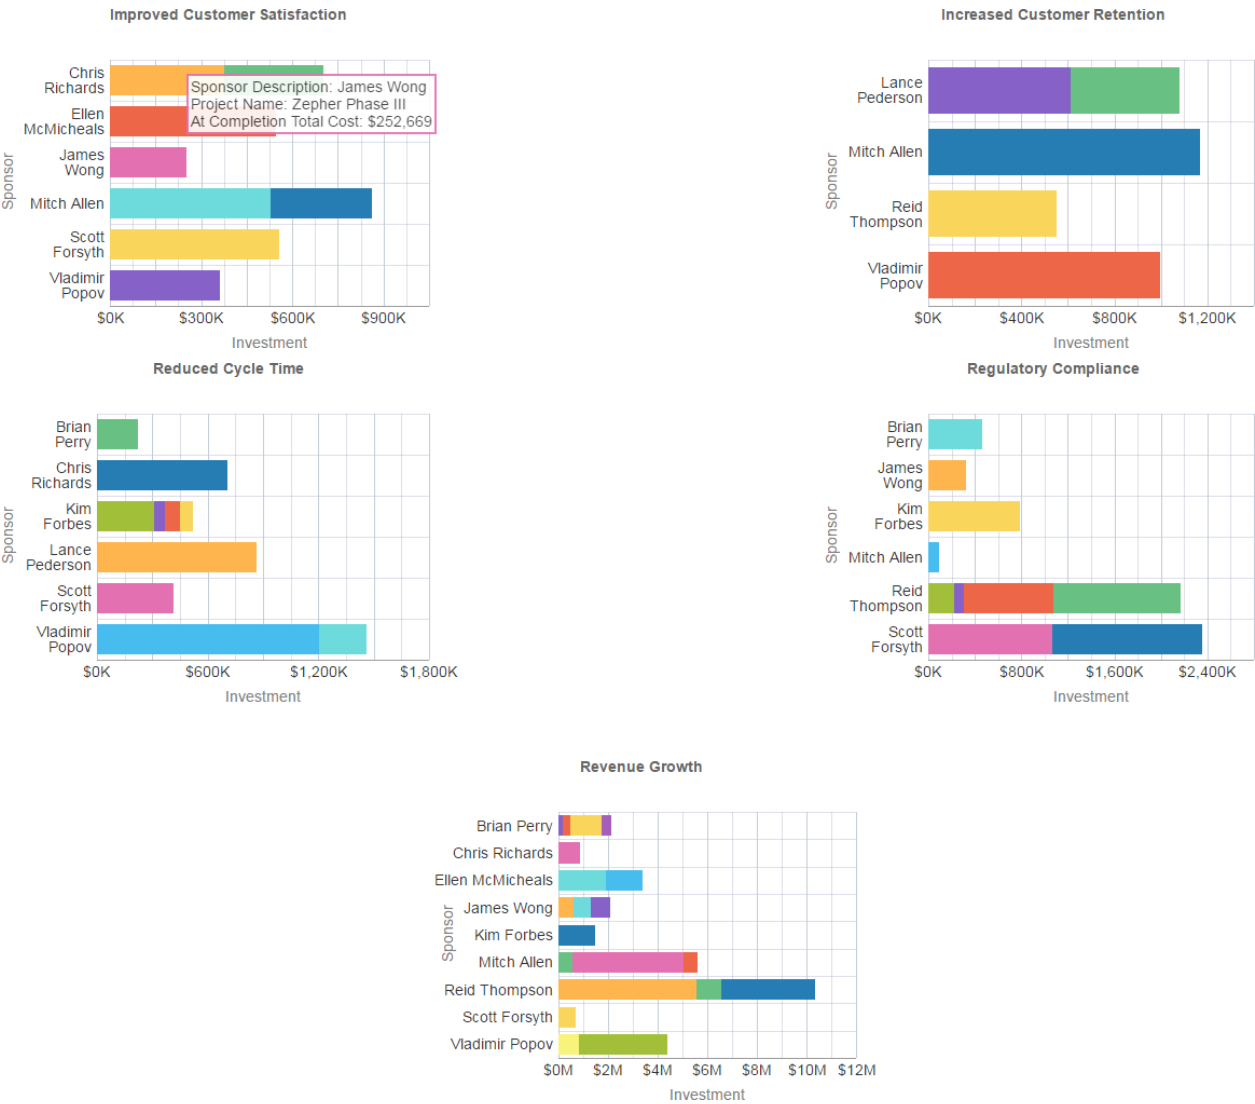 Improved Customer Satisfaction
Sponsor
Chris
Richards
Ellen
McMicheals
James
Wong
Mitch Allen
Scott
Forsyth
Vladimir
Popov
Sponsor Description: James Wong
Project Name: Zepher Phase III
At Completion Total Cost: $252,669
$0K $300K $600K $900K
Investment
Increased Customer Retention
Sponsor
Lance
Pederson
Mitch Allen
Reid
Thompson
Vladimir
Popov
$0K $400K $800K $1,200K
Investment
Reduced Cycle Time
Sponsor
Brian
Perry
Chris
Richards
Kim
Forbes
Lance
Pederson
Scott
Forsyth
Vladimir
Popov
$0K $600K $1,200K $1,800K
Investment
Regulatory Compliance
Sponsor
Brian
Perry
James
Wong
Kim
Forbes
Mitch Allen
Reid
Thompson
Scott
Forsyth
$0K $800K $1,600K $2,400K
Investment
Revenue Growth
Sponsor
Brian Perry
Chris Richards
Ellen McMicheals
James Wong
Kim Forbes
Mitch Allen
Reid Thompson
Scott Forsyth
Vladimir Popov
$0M $2M $4M $6M $8M $10M $12M
Investment